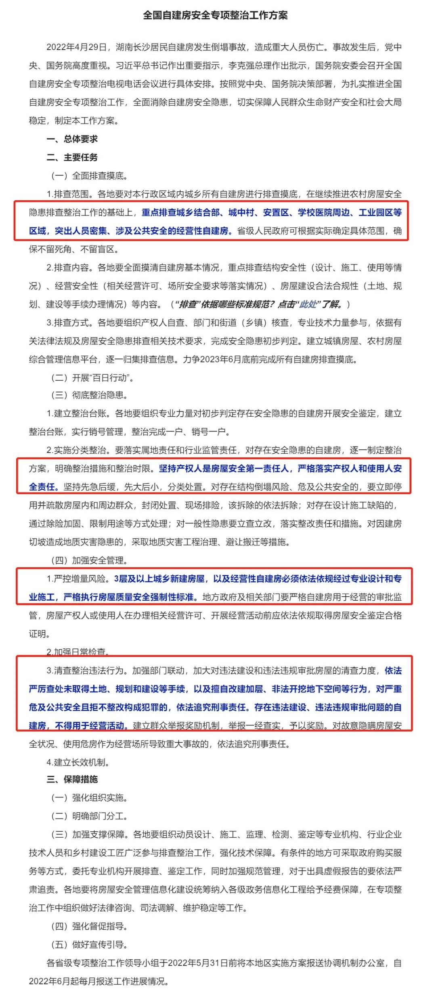 全国自建房安全专项整治工作方案
2022年4月29日，湖南长沙居民自建房发生倒塌事故，造成重大人员伤亡。事故发生后，党中
央、国务院高度重视。习近平总书记作出重要指示，李克强总理作出批示，国务院安委会召开全国
自建房安全专项整治电视电话会议进行具体安排。按照党中央、国务院决策部署，为扎实推进全国
自建房安全专项整治工作，全面消除自建房安全隐患，切实保障人民群众生命财产安全和社会大局
稳定，制定本工作方案。
一、总体要求
二、主要任务
（一）全面排查摸底。
1.排查范围。各地要对本行政区域内城乡所有自建房进行排查摸底，在继续推进农村房屋安全
隐患排查整治工作的基础上，重点排查城乡结合部、城中村、安置区、学校医院周边、工业园区等
区域，突出人员密集、涉及公共安全的经营性自建房。省级人民政府可根据实际确定具体范围，确
保不留死角、不留盲区。
2.排查内容。各地要全面摸清自建房基本情况，重点排查结构安全性（设计、施工、使用等情
况）、经营安全性（相关经营许可、场所安全要求等落实情况）、房屋建设合法合规性（土地、规
划、建设等手续办理情况）等内容。（“排查”依据哪些标准规范？点击“此处”了解。）
3.排查方式。各地要组织产权人自查、部门和街道（乡镇）核查，专业技术力量参与，依据有
关法律法规及房屋安全隐患排查相关技术要求，完成安全隐患初步判定。建立城镇房屋、农村房屋
综合管理信息平台，逐一归集排查信息。力争2023年6月底前完成所有自建房排查摸底。
（二）开展“百日行动”。
（三）彻底整治隐患。
1.建立整治台账。各地要组织专业力量对初步判定存在安全隐患的自建房开展安全鉴定，建立
整治台账，实行销号管理，整治完成一户、销号一户。
2.实施分类整治。要落实属地责任和行业监管责任，对存在安全隐患的自建房，逐一制定整治
方案，明确整治措施和整治时限。坚持产权人是房屋安全第一责任人，严格落实产权人和使用人安
全责任。坚持先急后缓，先大后小，分类处置。对存在结构倒塌风险、危及公共安全的，要立即停
用并疏散房屋内和周边群众，封闭处置、现场排险，该拆除的依法拆除；对存在设计施工缺陷的，
通过除险加固、限制用途等方式处理；对一般性隐患要立查立改，落实整改责任和措施。对因建房
切坡造成地质灾害隐患的，采取地质灾害工程治理、避让搬迁等措施。
（四）加强安全管理。
1.严控增量风险。3层及以上城乡新建房屋，以及经营性自建房必须依法依规经过专业设计和专
业施工，严格执行房屋质量安全强制性标准。地方政府及相关部门要严格自建房用于经营的审批监
管，房屋产权人或使用人在办理相关经营许可、开展经营活动前应依法依规取得房屋安全鉴定合格
证明。
2.加强日常检查。
3.清查整治违法行为。加强部门联动，加大对违法建设和违法违规审批房屋的清查力度，依法
严厉查处未取得土地、规划和建设等手续，以及擅自改建加层、非法开挖地下空间等行为，对严重
危及公共安全且拒不整改构成犯罪的，依法追究刑事责任。存在违法建设、违法违规审批问题的自
建房，不得用于经营活动。建立群众举报奖励机制，举报一经查实，予以奖励。对故意隐瞒房屋安
全状况、使用危房作为经营场所导致重大事故的，依法追究刑事责任。
4.建立长效机制。
三、保障措施
（一）强化组织实施。
（二）明确部门分工。
（三）加强支撑保障。各地要组织动员设计、施工、监理、检测、鉴定等专业机构、行业企业
技术人员和乡村建设工匠广泛参与排查整治工作，强化技术保障。有条件的地方可采取政府购买服
务等方式，委托专业机构开展排查、鉴定工作，同时加强规范管理，对于出具虚假报告的要依法严
肃追责。各地要将房屋安全管理信息化建设统筹纳入各级政务信息化工程给予经费保障，在专项整
治工作中组织做好法律咨询、司法调解、维护稳定等工作。
（四）强化督促指导。
（五）做好宣传引导。
各省级专项整治工作领导小组于2022年5月31日前将本地区实施方案报送协调机制办公室，自
2022年6月起每月报送工作进展情况。